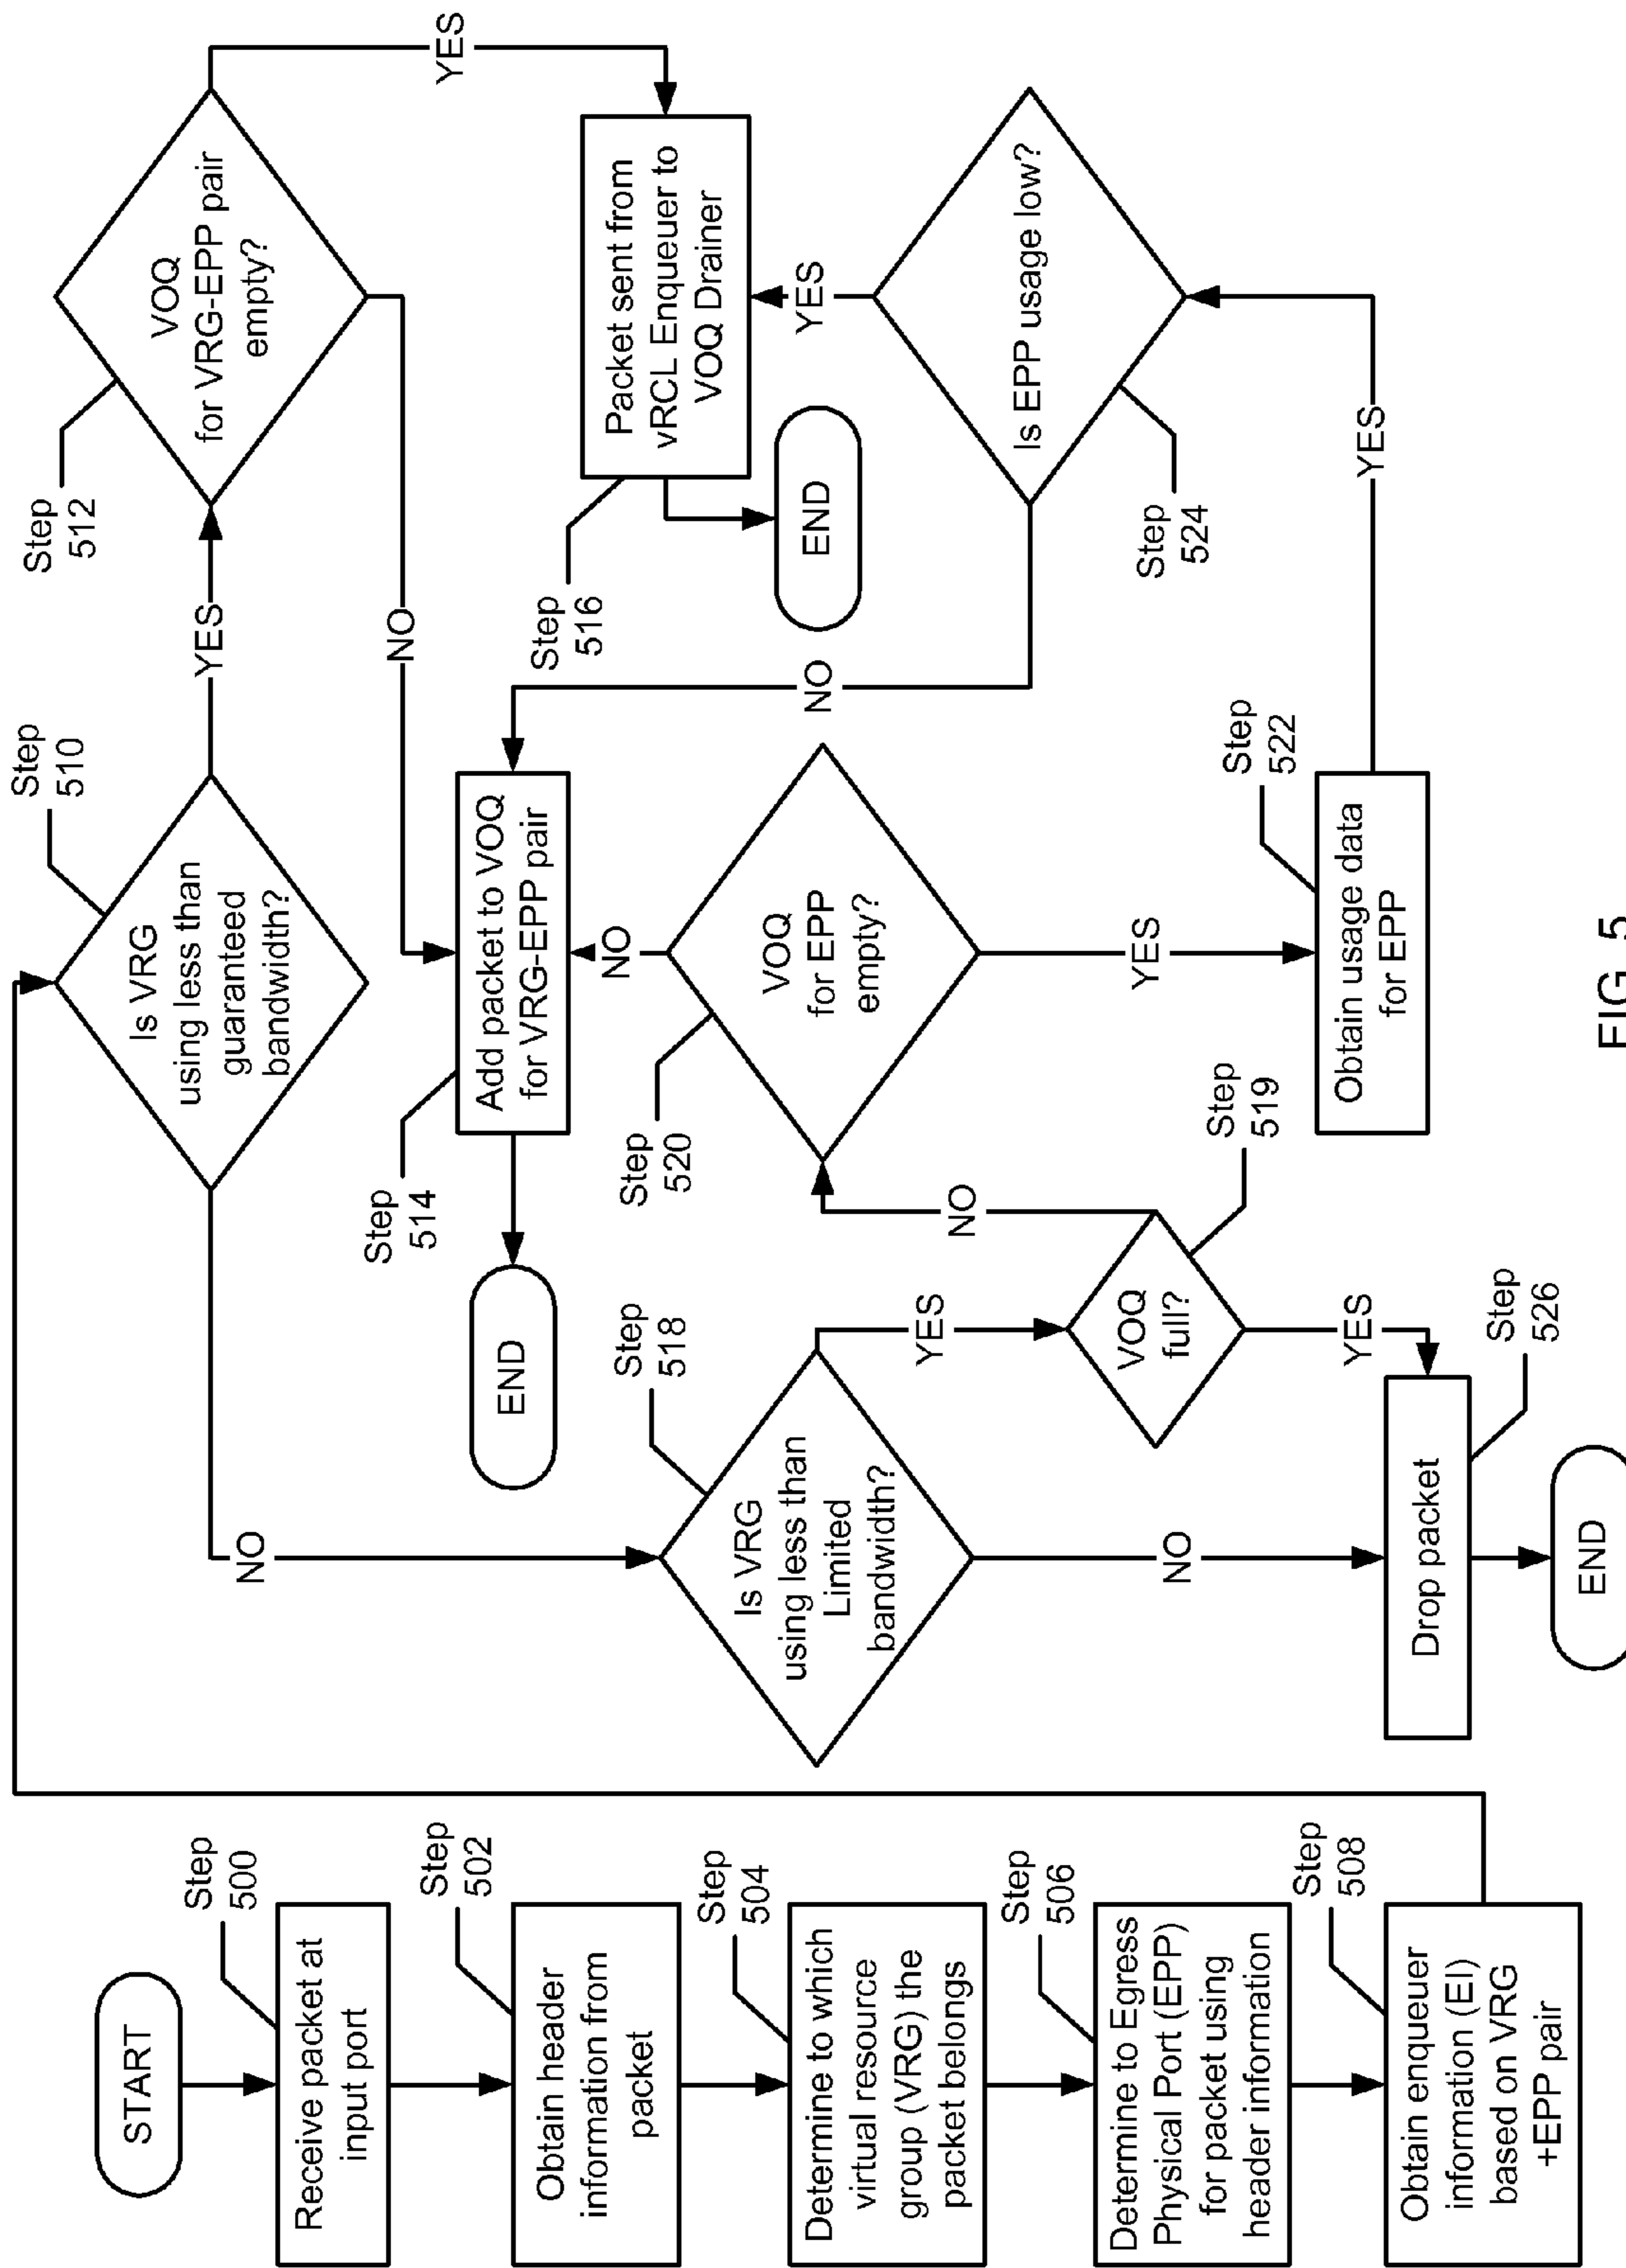 START
Step
500
Receive packet at
input port
Step
502
Obtain header
information from
packet
Step
504
Determine to which
virtual resource
group (VRG) the
packet belongs
Step
506
Determine to Egress
Physical Port (EPP)
for packet using
header information
Step
508
Obtain enqueuer
information (EI)
based on VRG
+EPP pair
Step
510
Is VRG
using less than
guaranteed
bandwidth?
YES
NO
Step
512
VOQ
for VRG-EPP pair
empty?
YES
NO
Step
514
Add packet to VOQ
for VRG-EPP pair
END
Step
516
Packet sent from
vRCL Enqueuer to
VOQ Drainer
END
Step
518
Is VRG
using less than
Limited
bandwidth?
YES
NO
Step
519
VOQ
full?
NO
YES
Step
520
VOQ
for EPP
empty?
NO
YES
Step
522
Obtain usage data
for EPP
YES
Step
524
Is EPP usage low?
YES
NO
Step
526
Drop packet
END
FIG. 5